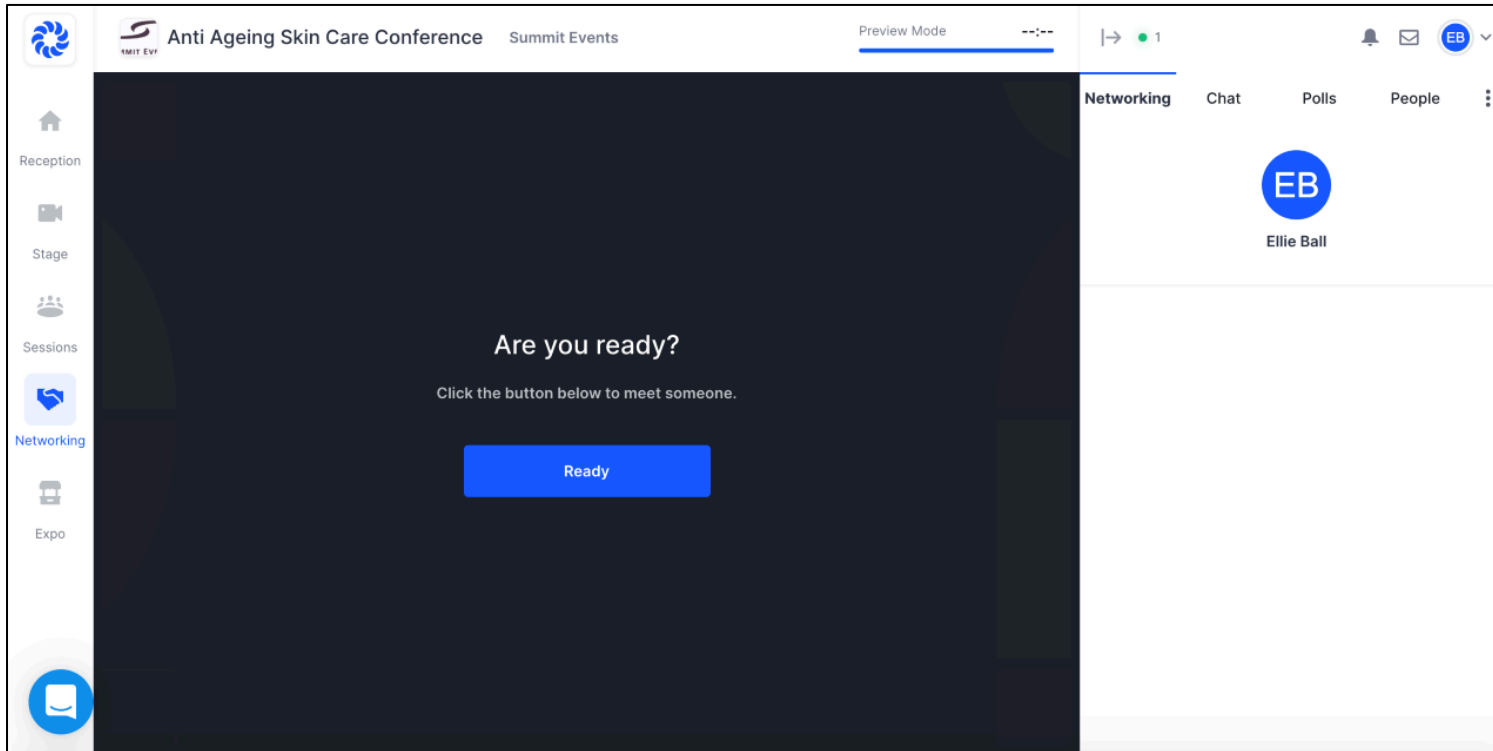 Anti Ageing Skin Care Conference Summit Events
Preview Mode --:--
1
EB
Reception
Stage
Sessions
Networking
Expo
Are you ready?
Click the button below to meet someone.
Ready
Networking Chat Polls People
EB
Ellie Ball